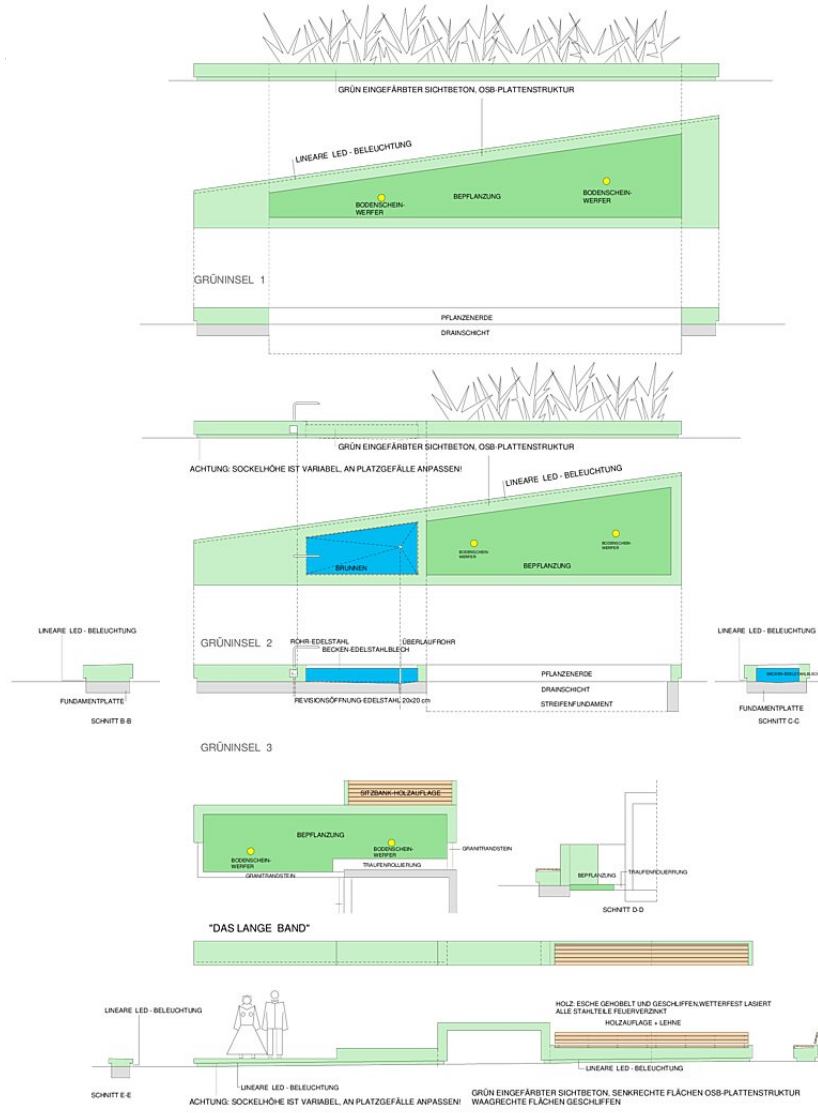 GRÜN EINGEFÄRBTER SICHTBETON, OSB-PLATTENSTRUKTUR
LINEARE LED - BELEUCHTUNG
BODENSCHEIN-
WERFER
BEPFLANZUNG
BODENSCHEIN-
WERFER
GRÜNINSEL 1
PFLANZENERDE
DRAINSCHICHT
GRÜN EINGEFÄRBTER SICHTBETON, OSB-PLATTENSTRUKTUR
ACHTUNG: SOCKELHÖHE IST VARIABEL, AN PLATZGEFÄLLE ANPASSEN!
LINEARE LED - BELEUCHTUNG
BODENSCHEIN-
WERFER
BODENSCHEIN-
WERFER
BRUNNEN
BEPFLANZUNG
LINEARE LED - BELEUCHTUNG
FUNDAMENTPLATTE
SCHNITT B-B
GRÜNINSEL 2
ROHR-EDELSTAHL
BECKEN-EDELSTAHLBLECH
ÜBERLAUFROHR
PFLANZENERDE
DRAINSCHICHT
STREIFENFUNDAMENT
REVISIONSÖFFNUNG-EDELSTAHL 20x20 cm
LINEARE LED - BELEUCHTUNG
BECKEN-EDELSTAHLBLECH
FUNDAMENTPLATTE
SCHNITT C-C
GRÜNINSEL 3
SITZBANK-HOLZAUFLAGE
BEPFLANZUNG
BODENSCHEIN-
WERFER
BODENSCHEIN-
WERFER
GRANITRANDSTEIN
TRAUFENROLLIERUNG
GRANITRANDSTEIN
BEPFLANZUNG
SCHNITT D-D
"DAS LANGE BAND"
LINEARE LED - BELEUCHTUNG
SCHNITT E-E
LINEARE LED - BELEUCHTUNG
ACHTUNG: SOCKELHÖHE IST VARIABEL, AN PLATZGEFÄLLE ANPASSEN!
HOLZ: ESCHE GEHOBELT UND GESCHLIFFEN,WETTERFEST LASIERT
ALLE STAHLTEILE FEUERVERZINKT
HOLZAUFLAGE + LEHNE
LINEARE LED - BELEUCHTUNG
GRÜN EINGEFÄRBTER SICHTBETON, SENKRECHTE FLÄCHEN OSB-PLATTENSTRUKTUR
WAAGRECHTE FLÄCHEN GESCHLIFFEN